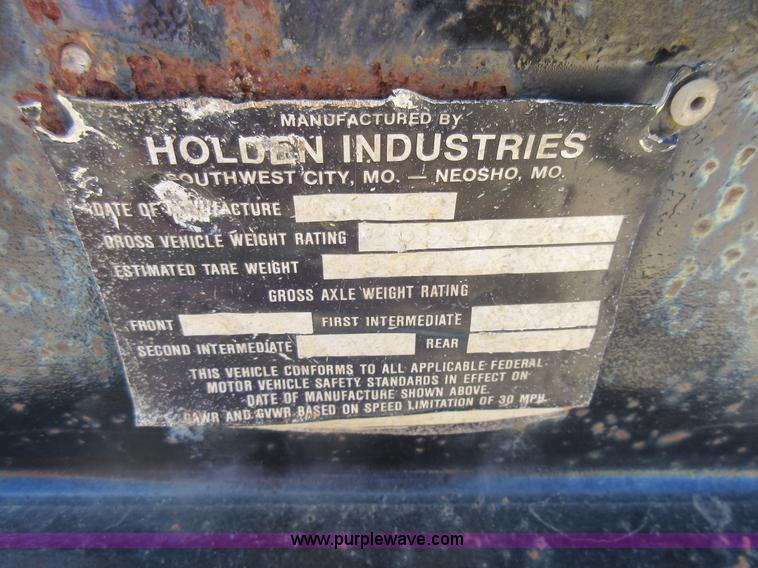 MANUFACTURED BY
HOLDEN INDUSTRIES
SOUTHWEST CITY, MO. — NEOSHO, MO.
DATE OF MANUFACTURE
GROSS VEHICLE WEIGHT RATING
ESTIMATED TARE WEIGHT
GROSS AXLE WEIGHT RATING
FRONT FIRST INTERMEDIATE
SECOND INTERMEDIATE REAR
THIS VEHICLE CONFORMS TO ALL APPLICABLE FEDERAL
MOTOR VEHICLE SAFETY STANDARDS IN EFFECT ON
DATE OF MANUFACTURE SHOWN ABOVE.
GAWR AND GVWR BASED ON SPEED LIMITATION OF 30 MPH.
www.purplewave.com